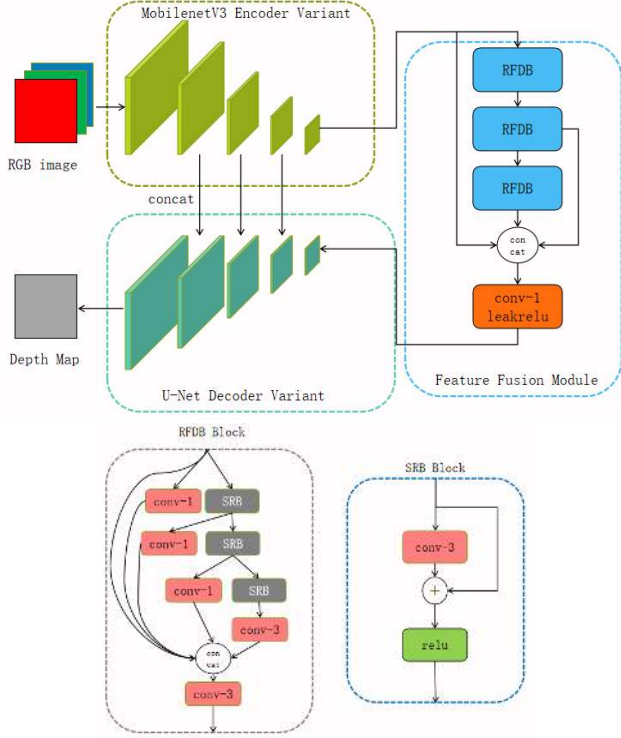 MobilenetV3 Encoder Variant
RGB image
RFDB
RFDB
RFDB
concat
con
cat
conv-1
leakrelu
Depth Map
U-Net Decoder Variant
Feature Fusion Module
RFDB Block
conv-1
SRB
conv-1
SRB
conv-1
SRB
conv-3
con
cat
conv-3
SRB Block
conv-3
+
relu